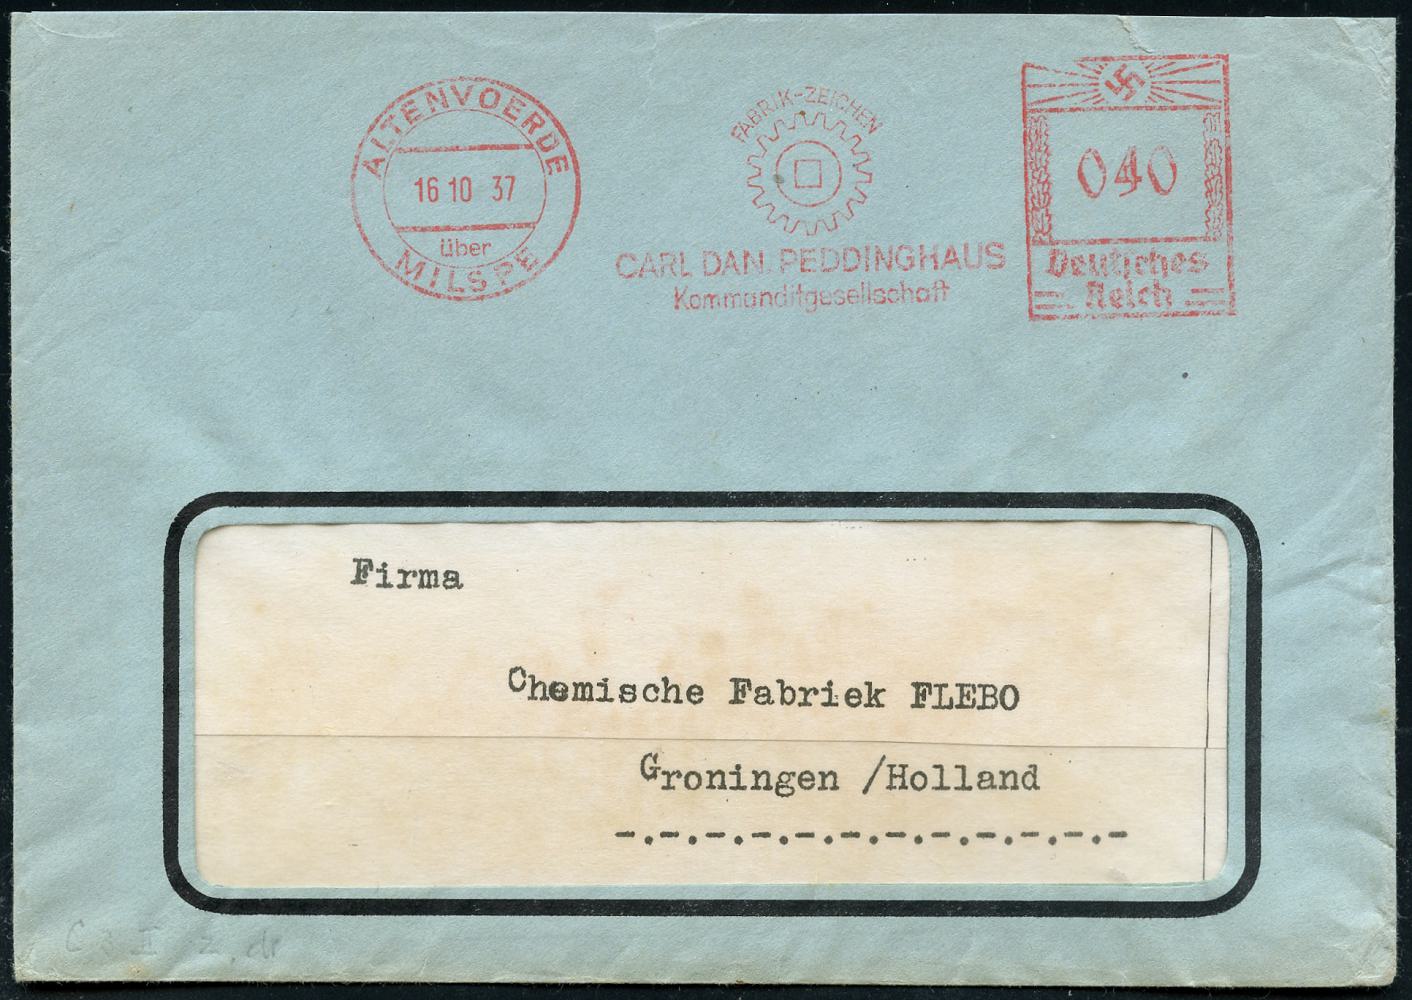 ALTENVOERDE
16 10 37
über
MILSPE
FABRIK-ZEICHEN
CARL DAN. PEDDINGHAUS
Kommanditgesellschaft
040
Deutsches
Reich
Firma
Chemische Fabriek FLEBO
Groningen /Holland
-.-.-.-.-.-.-.-.-.-.-.-